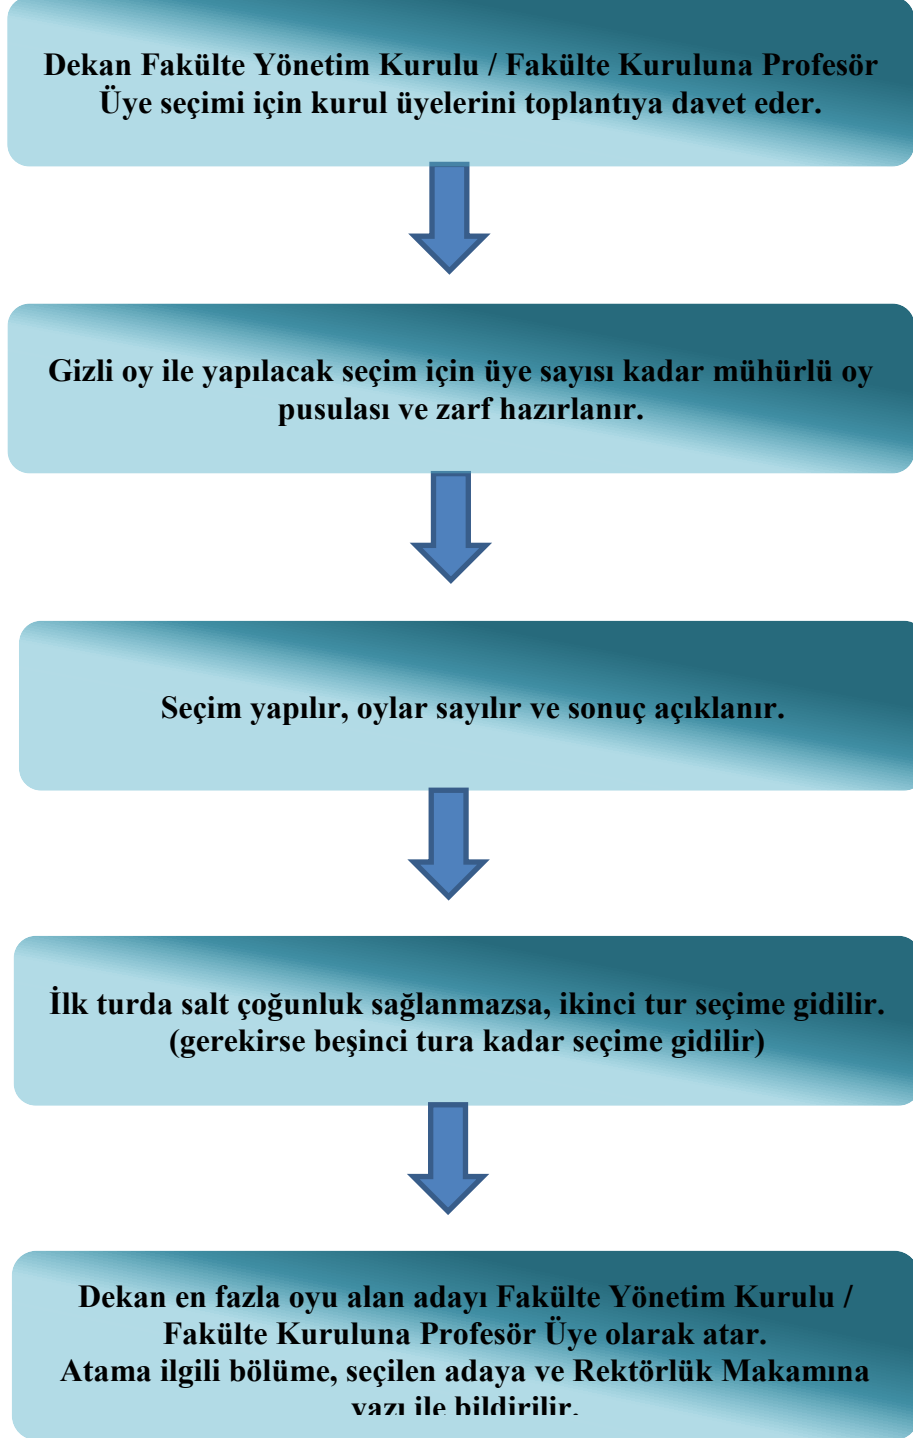 Dekan Fakülte Yönetim Kurulu / Fakülte Kuruluna Profesör
Üye seçimi için kurul üyelerini toplantıya davet eder.
Gizli oy ile yapılacak seçim için üye sayısı kadar mühürlü oy
pusulası ve zarf hazırlanır.
Seçim yapılır, oylar sayılır ve sonuç açıklanır.
İlk turda salt çoğunluk sağlanmazsa, ikinci tur seçime gidilir.
(gerekirse beşinci tura kadar seçime gidilir)
Dekan en fazla oyu alan adayı Fakülte Yönetim Kurulu /
Fakülte Kuruluna Profesör Üye olarak atar.
Atama ilgili bölüme, seçilen adaya ve Rektörlük Makamına
yazı ile bildirilir.